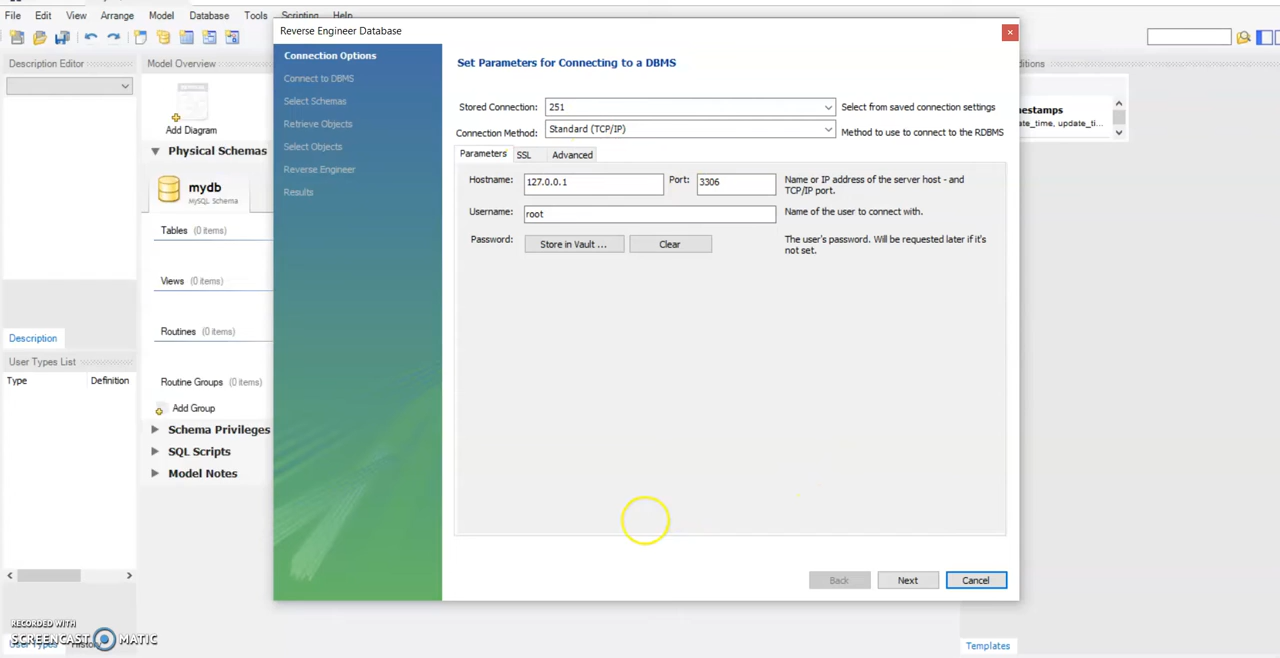 File Edit View Arrange Model Database Tools Scripting Help
Reverse Engineer Database
Description Editor
Model Overview
Add Diagram
Physical Schemas
mydb
MySQL Schema
Tables (0 items)
Views (0 items)
Routines (0 items)
Routine Groups (0 items)
Add Group
Schema Privileges
SQL Scripts
Model Notes
Description
User Types List
Type Definition
User Types History
RECORDED WITH
SCREENCAST MATIC
Connection Options
Connect to DBMS
Select Schemas
Retrieve Objects
Select Objects
Reverse Engineer
Results
Set Parameters for Connecting to a DBMS
Stored Connection: 251 Select from saved connection settings
Connection Method: Standard (TCP/IP) Method to use to connect to the RDBMS
Parameters SSL Advanced
Hostname: 127.0.0.1 Port: 3306 Name or IP address of the server host - and
TCP/IP port.
Username: root Name of the user to connect with.
Password: Store in Vault ... Clear The user's password. Will be requested later if it's
not set.
Back Next Cancel
ditions
nestamps
ate_time, update_ti...
Templates